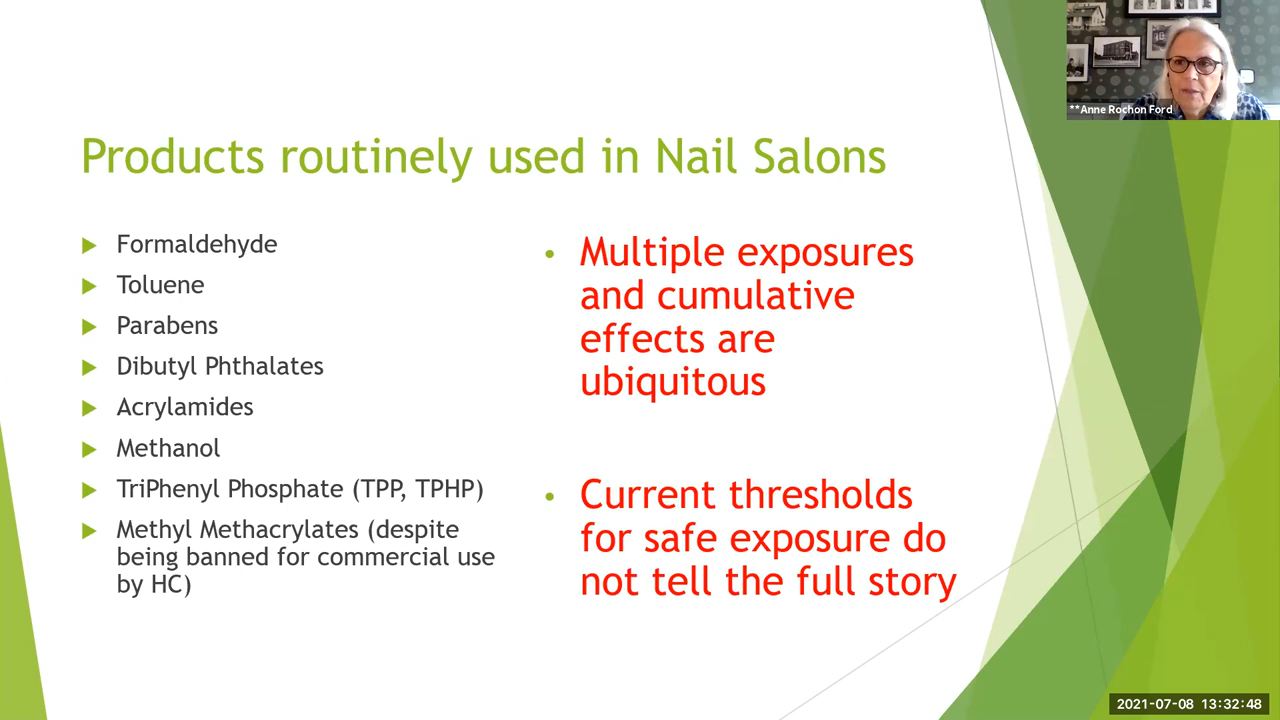 **Anne Rochon Ford
Products routinely used in Nail Salons
Formaldehyde
Toluene
Parabens
Dibutyl Phthalates
Acrylamides
Methanol
TriPhenyl Phosphate (TPP, TPHP)
Methyl Methacrylates (despite
being banned for commercial use
by HC)
Multiple exposures
and cumulative
effects are
ubiquitous
Current thresholds
for safe exposure do
not tell the full story
2021-07-08 13:32:48